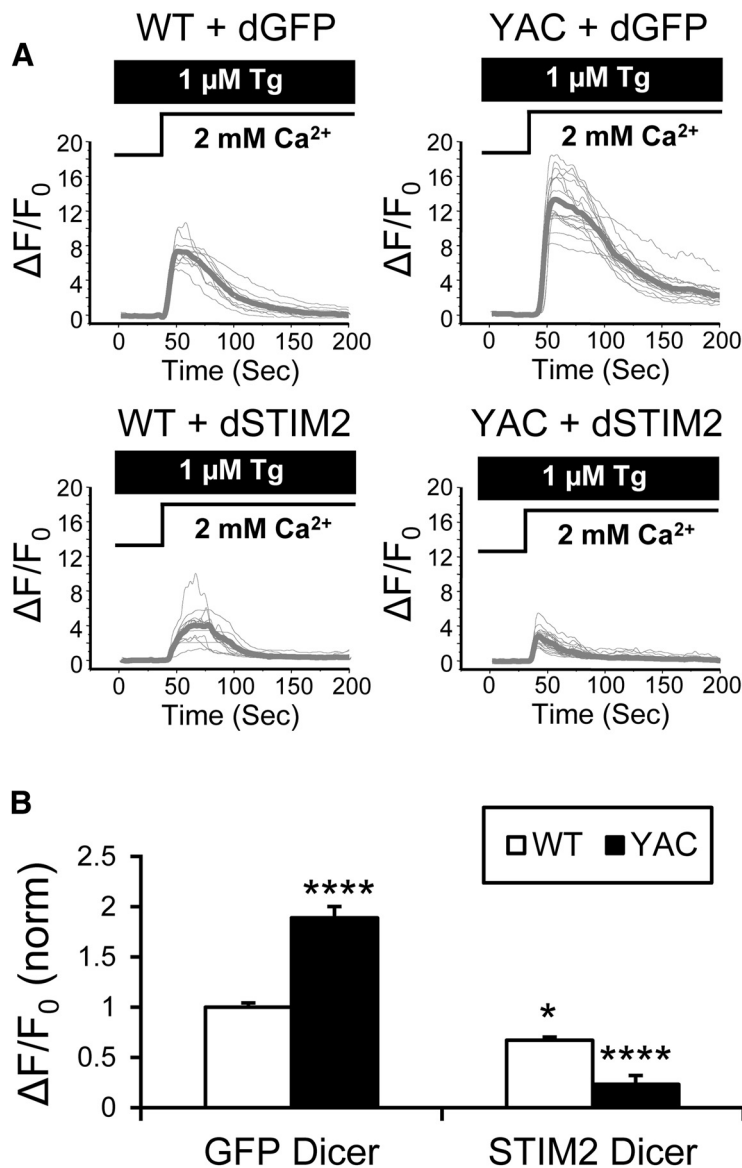 A
WT + dGFP
1 µM Tg
2 mM Ca²⁺
ΔF/F₀
20
16
12
8
4
0
0 50 100 150 200
Time (Sec)
YAC + dGFP
1 µM Tg
2 mM Ca²⁺
ΔF/F₀
20
16
12
8
4
0
0 50 100 150 200
Time (Sec)
WT + dSTIM2
1 µM Tg
2 mM Ca²⁺
ΔF/F₀
20
16
12
8
4
0
0 50 100 150 200
Time (Sec)
YAC + dSTIM2
1 µM Tg
2 mM Ca²⁺
ΔF/F₀
20
16
12
8
4
0
0 50 100 150 200
Time (Sec)
B
WT YAC
ΔF/F₀ (norm)
2.5
2
1.5
1
0.5
0
****
*
****
GFP Dicer
STIM2 Dicer